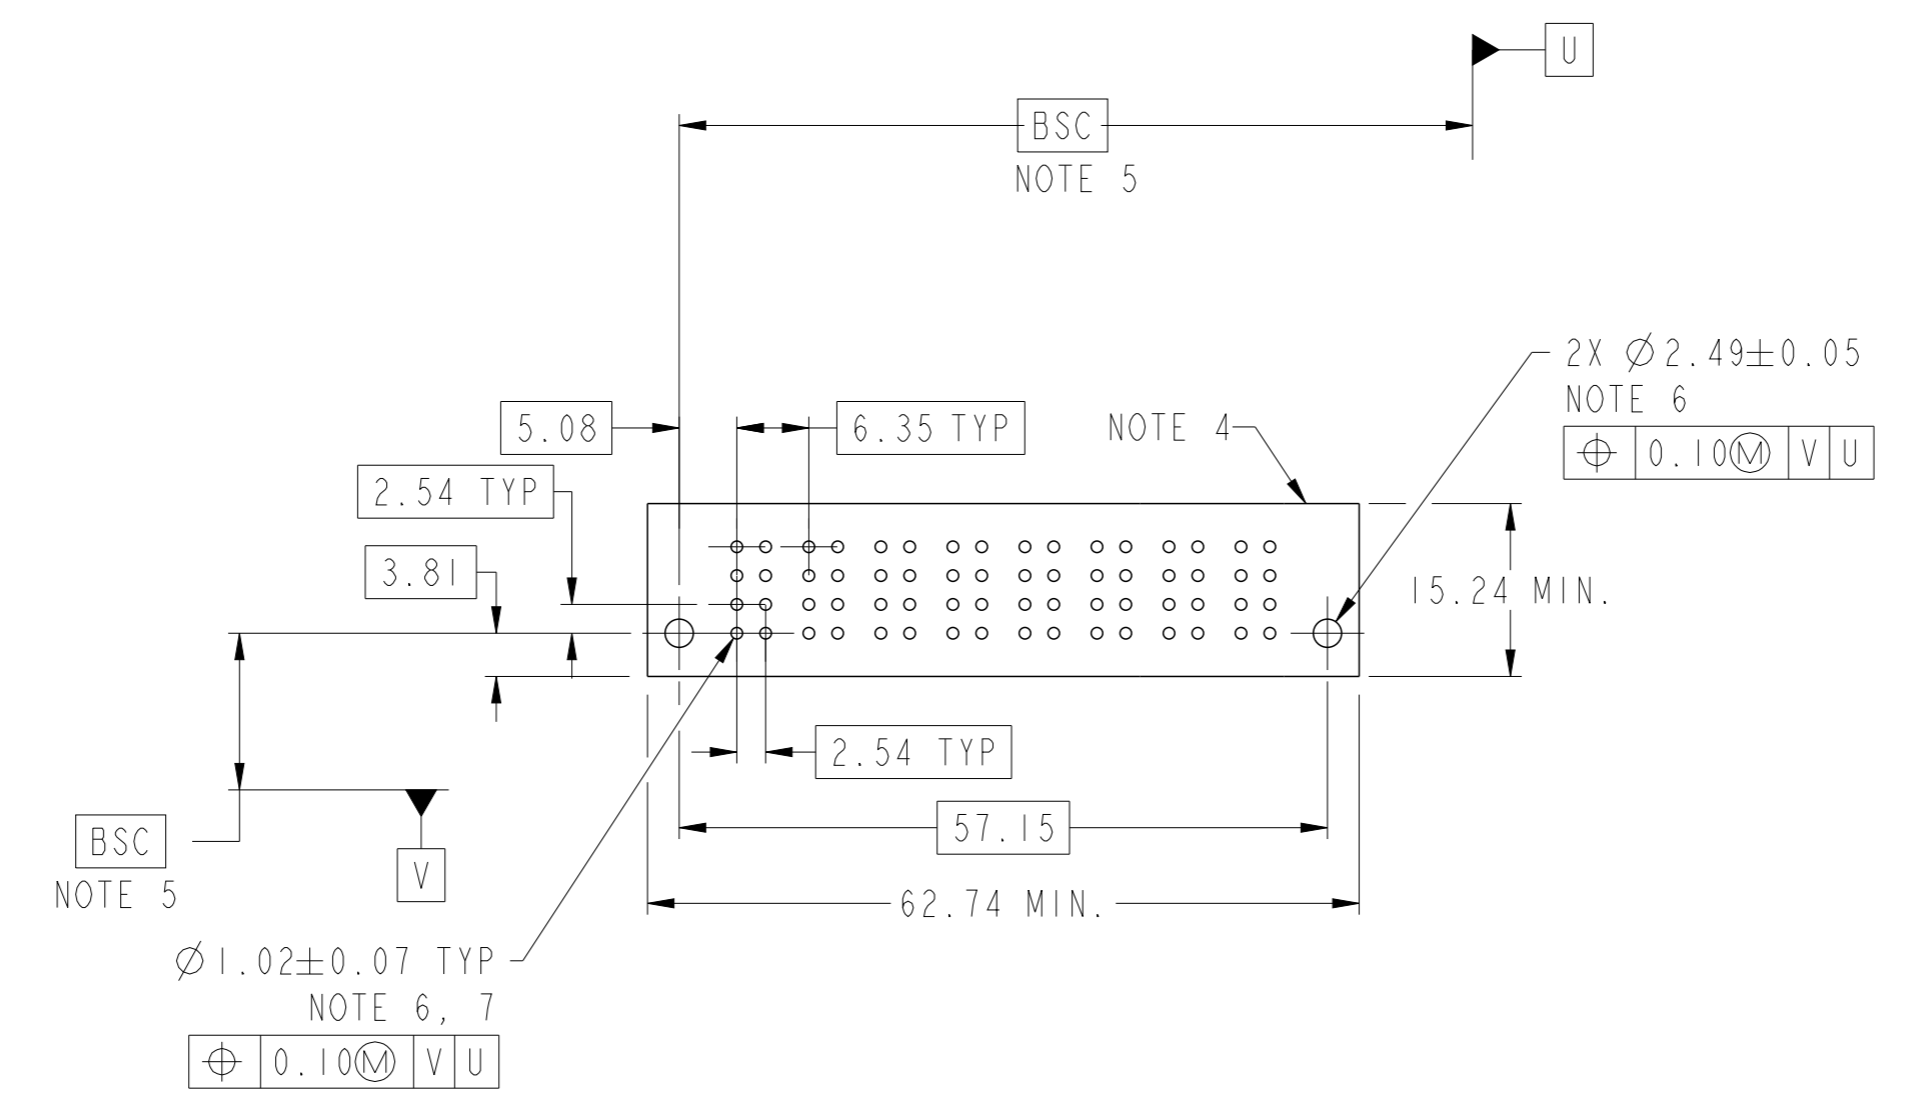 U
BSC
NOTE 5
2X ∅2.49±0.05
NOTE 6
⌖ 0.10Ⓜ V U
5.08
6.35 TYP
NOTE 4
2.54 TYP
3.81
15.24 MIN.
2.54 TYP
57.15
BSC
NOTE 5
V
62.74 MIN.
∅1.02±0.07 TYP
NOTE 6, 7
⌖ 0.10Ⓜ V U